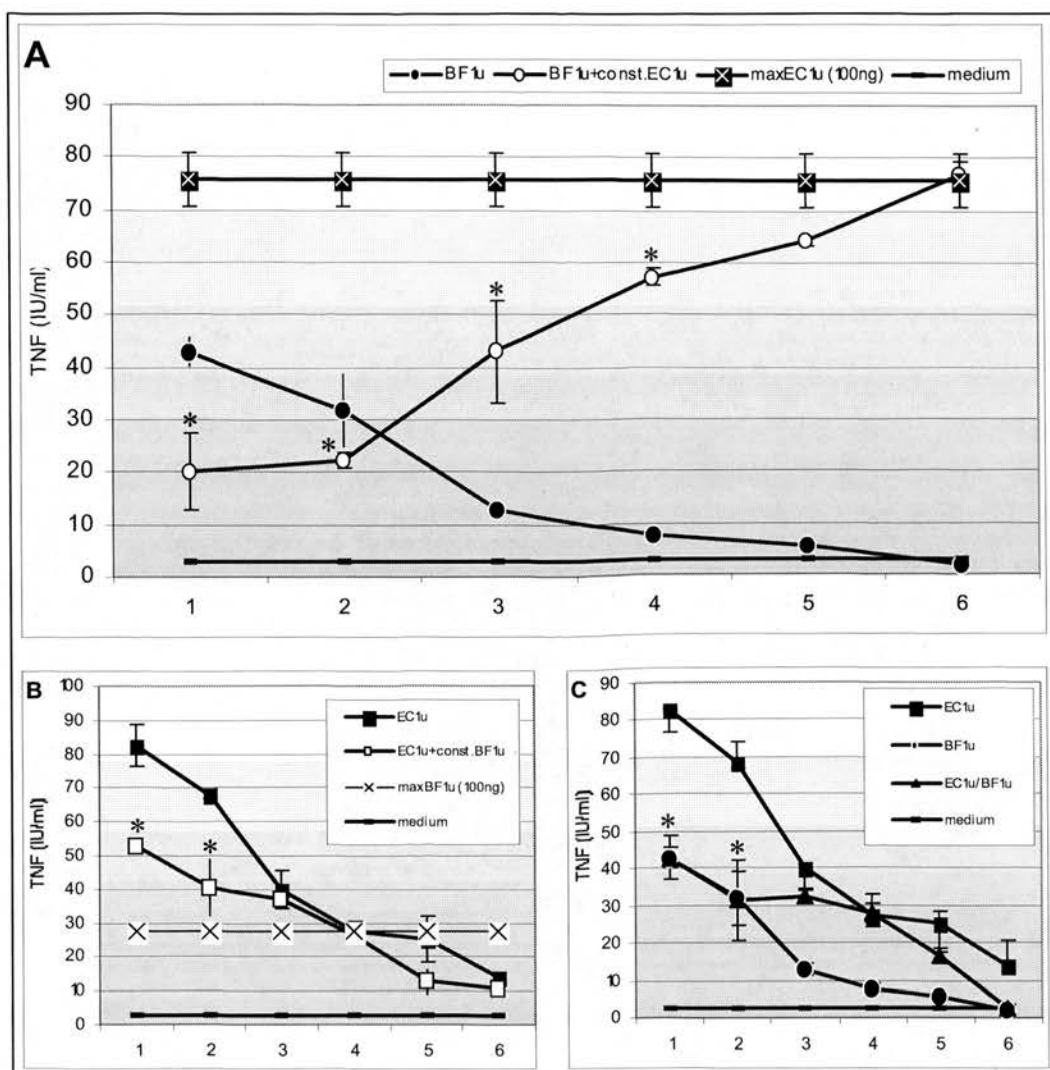 A
BF1u BF1u+const.EC1u maxEC1u (100ng) medium
90
80
70
60
50
40
30
20
10
0
TNF (IU/ml)
*
*
*
*
1 2 3 4 5 6
B
100
90
80
70
60
50
40
30
20
10
0
TNF (IU/ml)
EC1u
EC1u+const.BF1u
maxBF1u (100ng)
medium
*
*
1 2 3 4 5 6
C
90
80
70
60
50
40
30
20
10
0
TNF (IU/ml)
EC1u
BF1u
EC1u/BF1u
medium
*
*
1 2 3 4 5 6